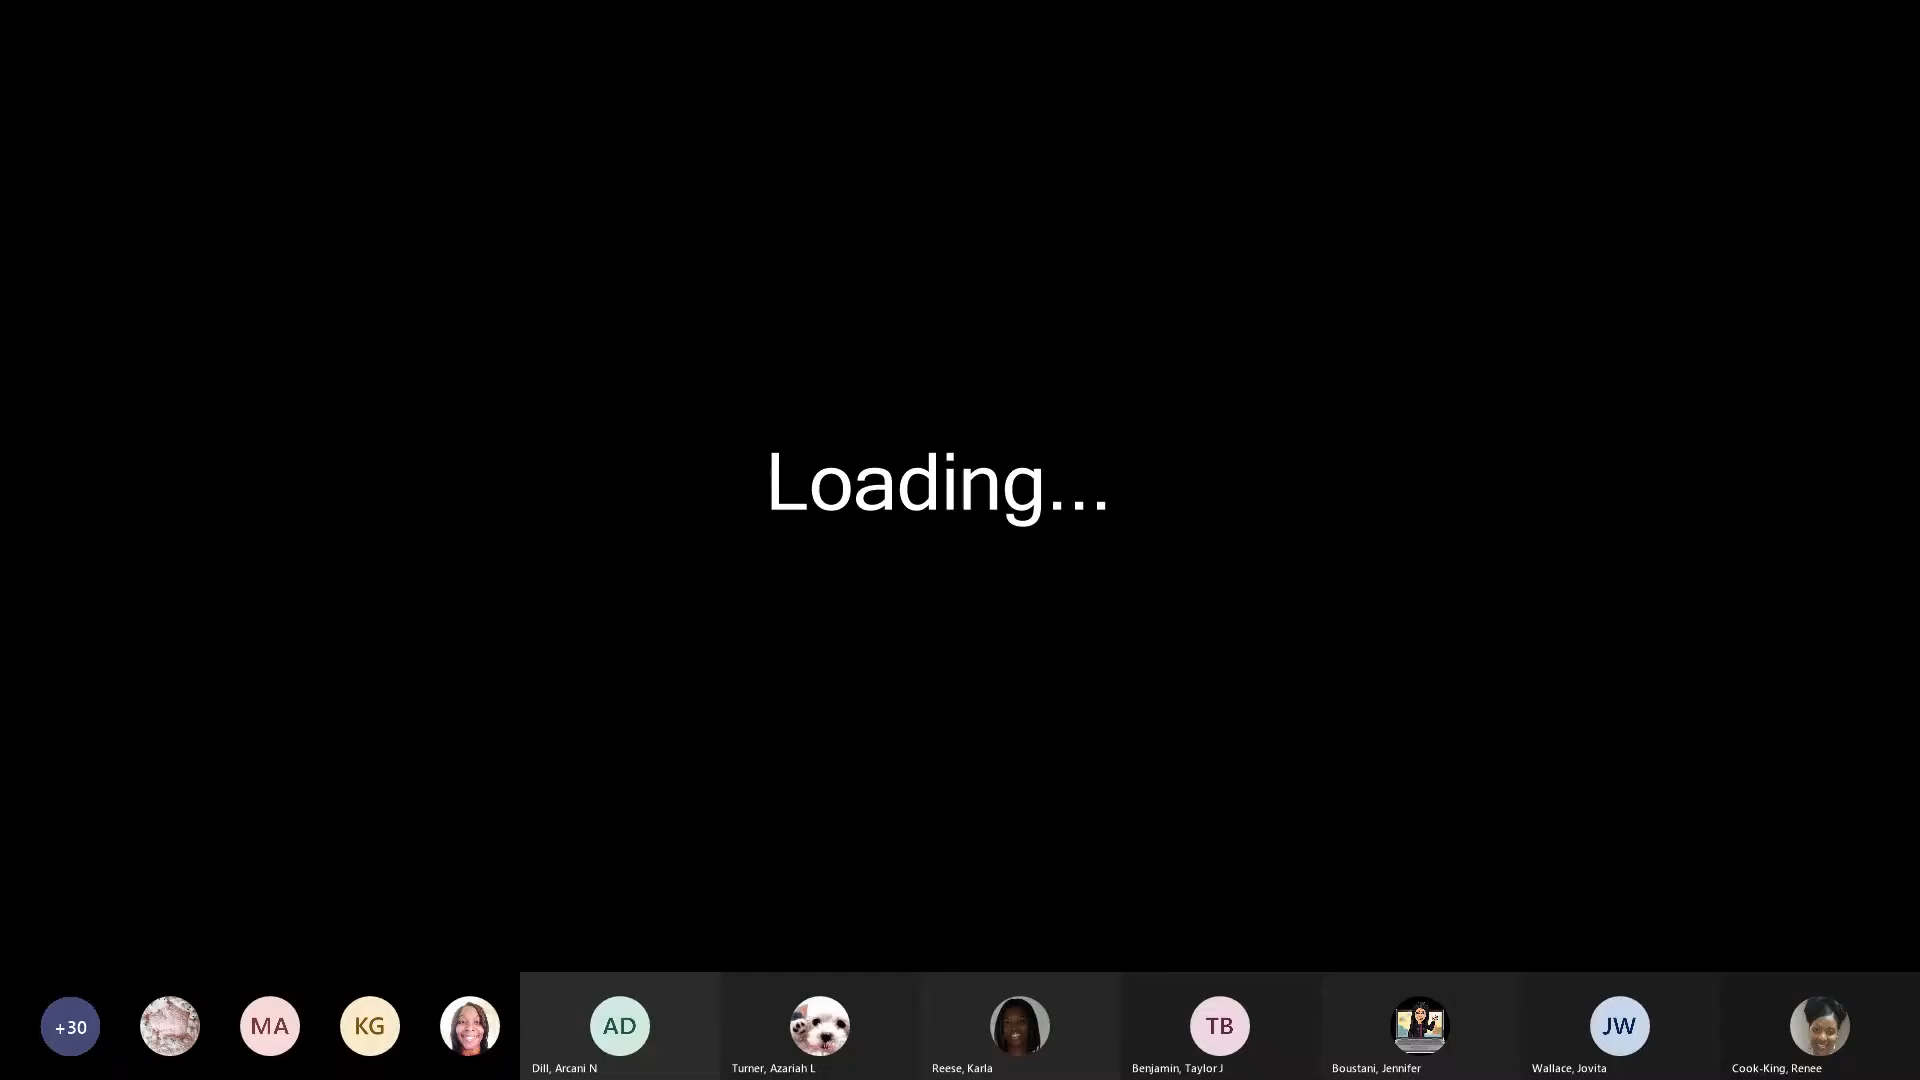 Loading...
+30
MA
KG
AD
TB
JW
Dill, Arcani N
Turner, Azariah L
Reese, Karla
Benjamin, Taylor J
Boustani, Jennifer
Wallace, Jovita
Cook-King, Renee